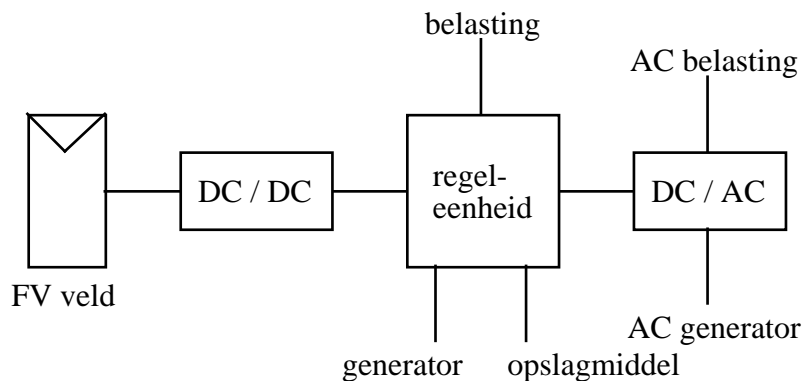 belasting
AC belasting
DC / DC
regel-
eenheid
DC / AC
FV veld
AC generator
generator
opslagmiddel